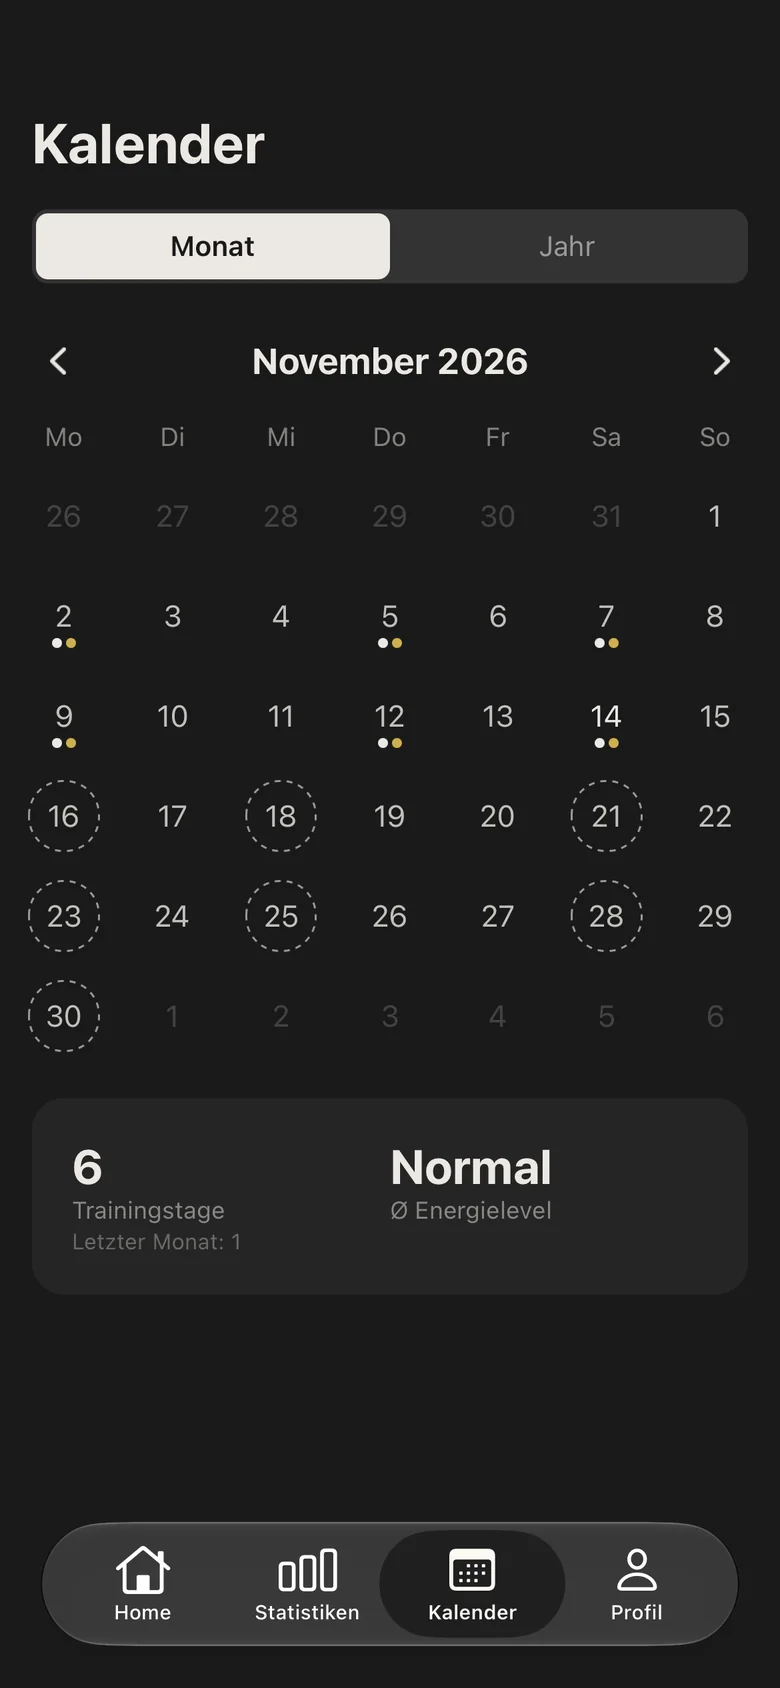 Kalender
Monat Jahr
November 2026
Mo Di Mi Do Fr Sa So
26 27 28 29 30 31 1
2 3 4 5 6 7 8
9 10 11 12 13 14 15
16 17 18 19 20 21 22
23 24 25 26 27 28 29
30 1 2 3 4 5 6
6 Normal
Trainingstage Ø Energielevel
Letzter Monat: 1
Home Statistiken Kalender Profil